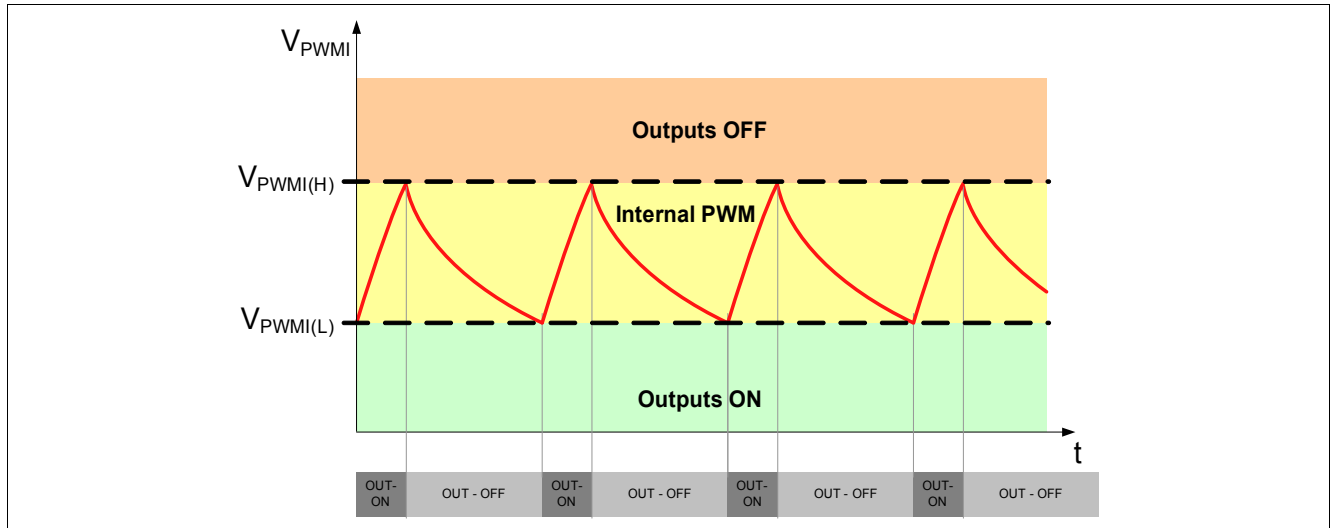 V_PWMI
Outputs OFF
V_PWMI(H)
Internal PWM
V_PWMI(L)
Outputs ON
t
OUT-
ON
OUT - OFF
OUT-
ON
OUT - OFF
OUT-
ON
OUT - OFF
OUT-
ON
OUT - OFF